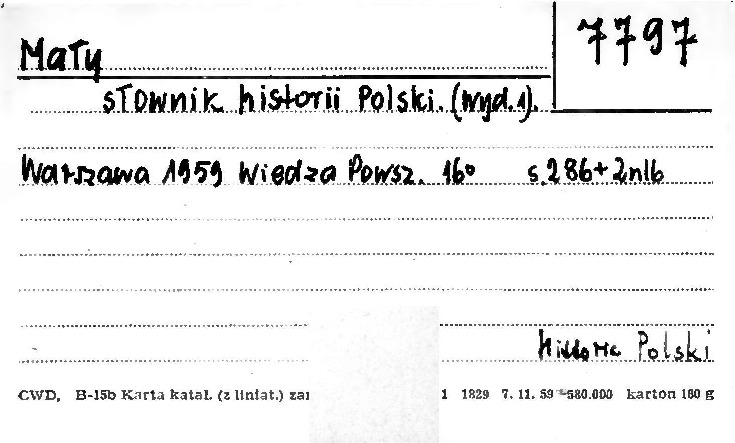 7797
Mały
słownik historii Polski. (wyd. 1).
Warszawa 1959 Wiedza Powsz. 16° s. 286 + 2nlb
Historia Polski
CWD, B-15b Karta katal. (z liniat.) zam 1 1829 7. 11. 59 580.000 karton 180 g